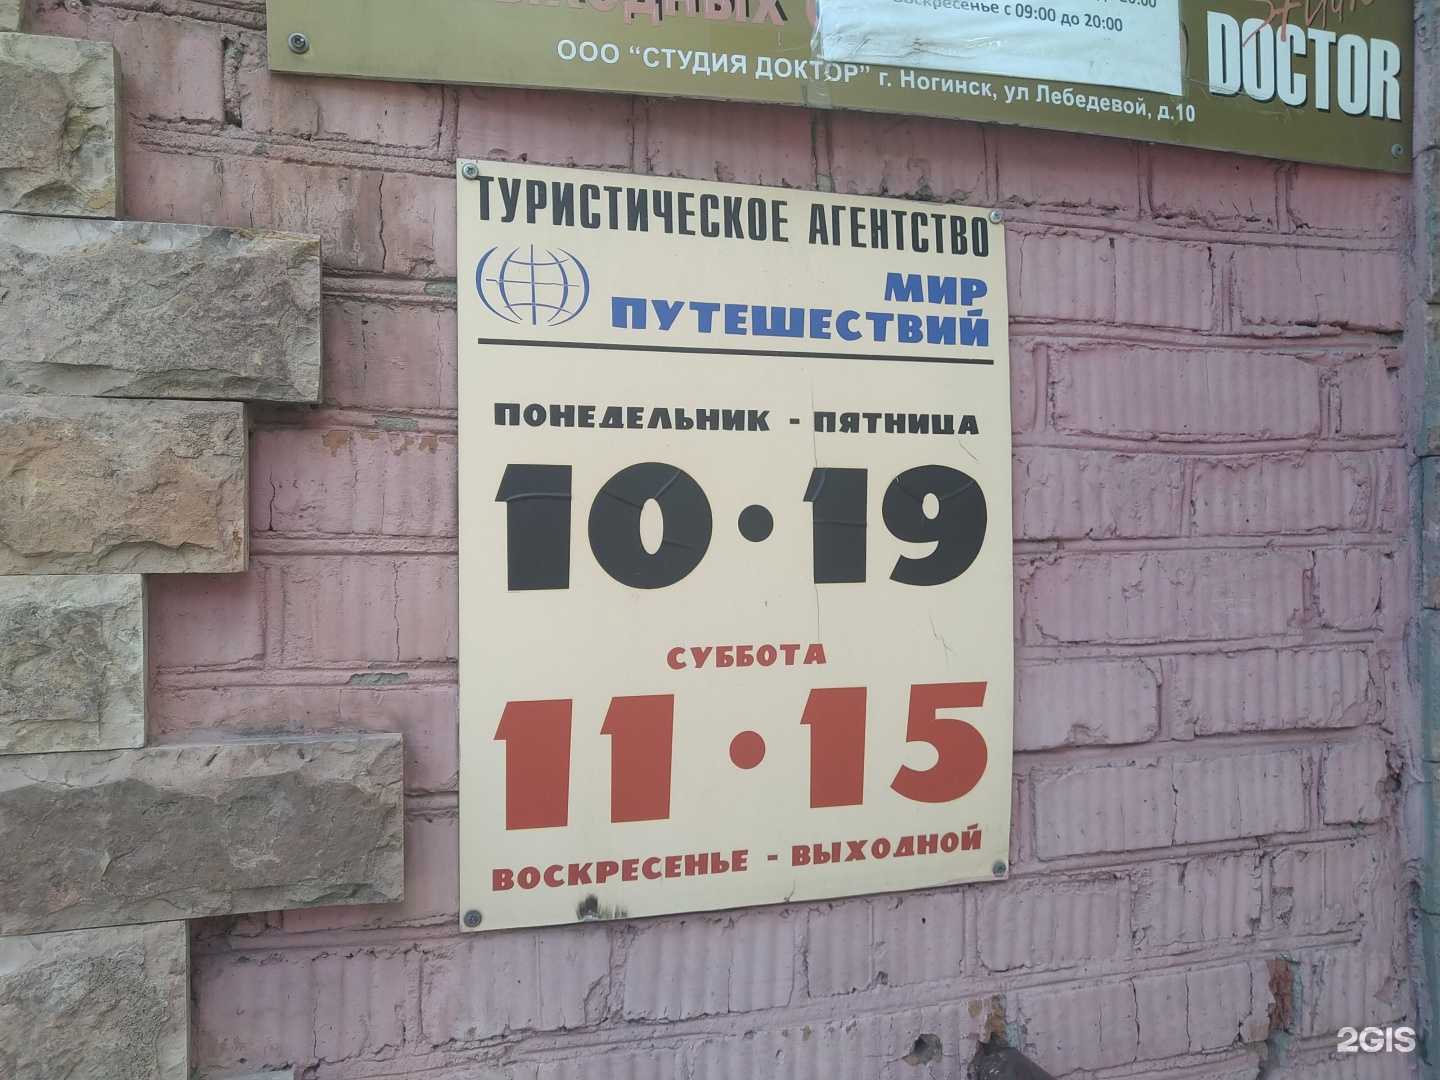 Воскресенье с 09:00 до 20:00
DOCTOR
ООО “СТУДИЯ ДОКТОР” г. Ногинск, ул Лебедевой, д.10
ТУРИСТИЧЕСКОЕ АГЕНТСТВО
МИР
ПУТЕШЕСТВИЙ
ПОНЕДЕЛЬНИК - ПЯТНИЦА
10 • 19
СУББОТА
11 • 15
ВОСКРЕСЕНЬЕ - ВЫХОДНОЙ
2GIS